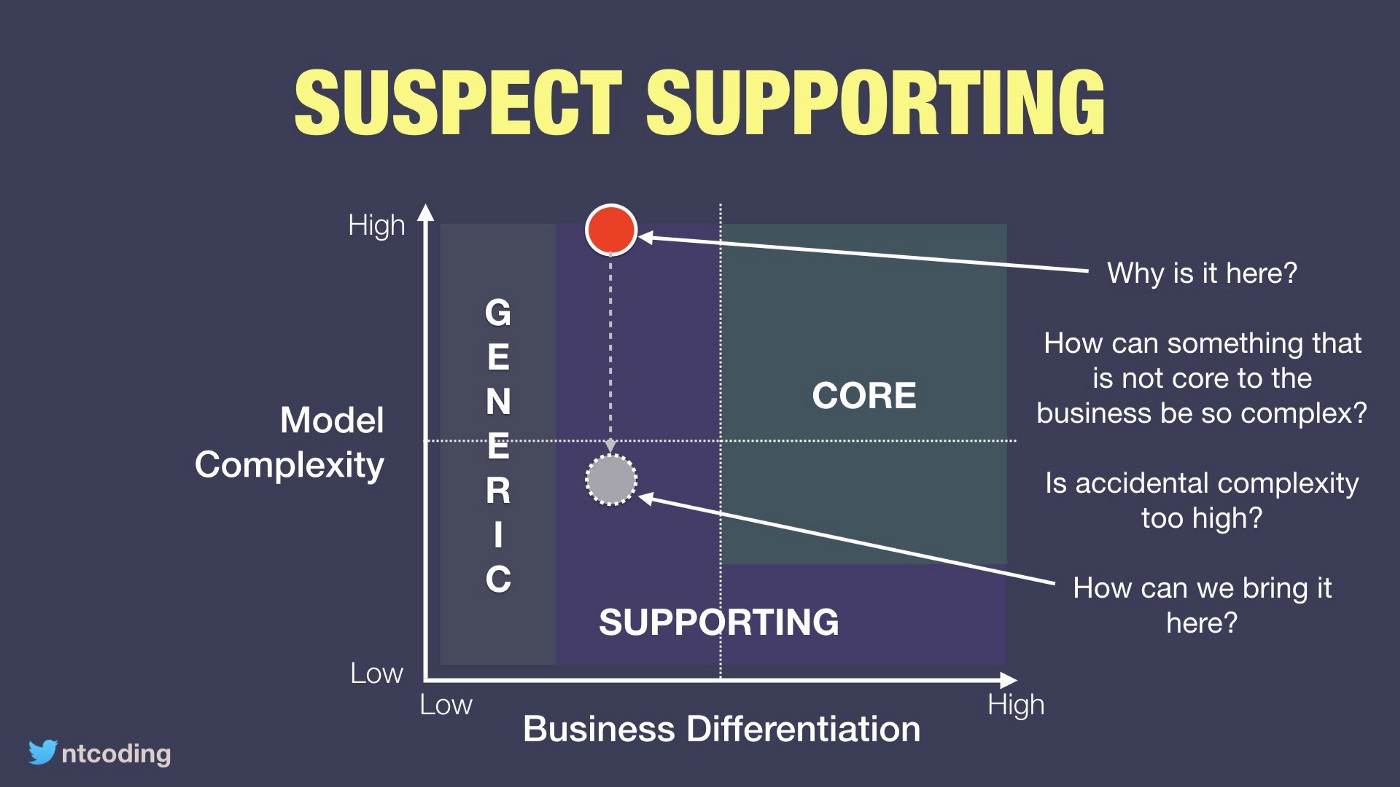 SUSPECT SUPPORTING
High
Why is it here?
GENERIC
How can something that
is not core to the
business be so complex?
CORE
Model
Complexity
Is accidental complexity
too high?
How can we bring it
here?
SUPPORTING
Low
Low
High
Business Differentiation
ntcoding